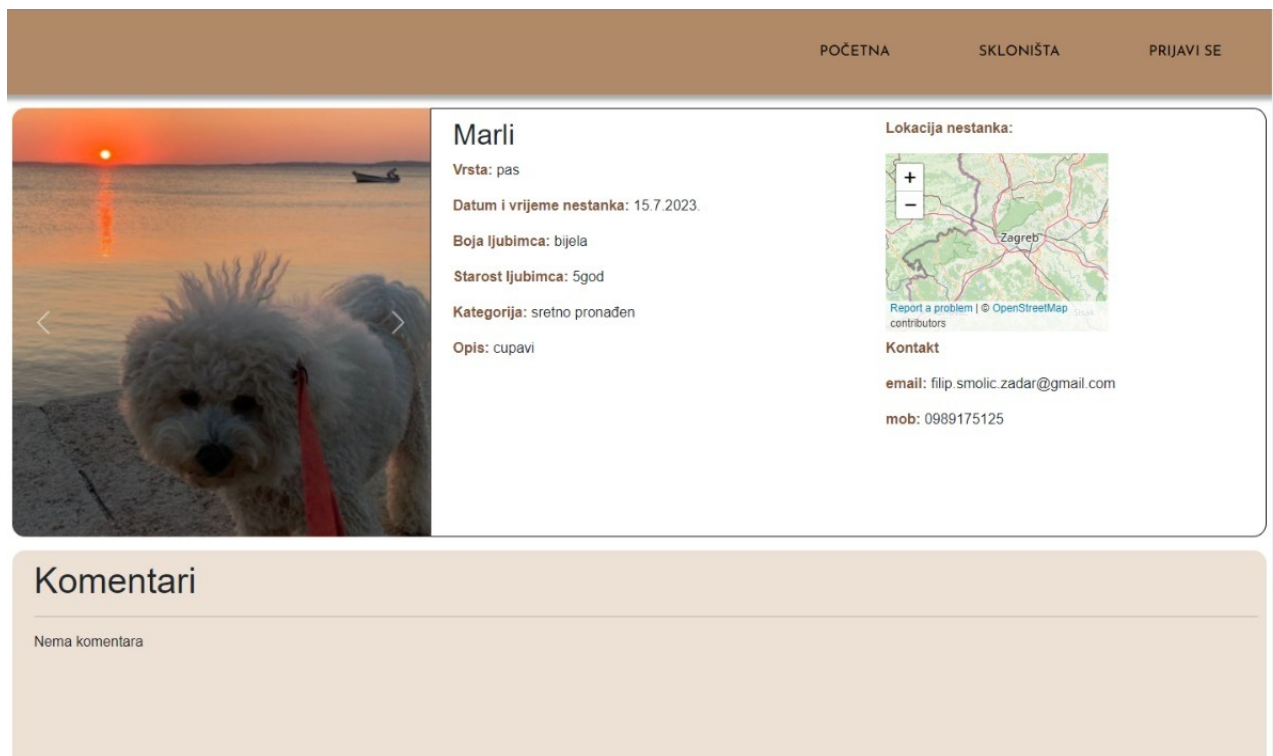 POČETNA SKLONIŠTA PRIJAVI SE
Marli
Vrsta: pas
Datum i vrijeme nestanka: 15.7.2023.
Boja ljubimca: bijela
Starost ljubimca: 5god
Kategorija: sretno pronađen
Opis: cupavi
Lokacija nestanka:
+
−
Zagreb
Report a problem | © OpenStreetMap
contributors
Kontakt
email: filip.smolic.zadar@gmail.com
mob: 0989175125
Komentari
Nema komentara